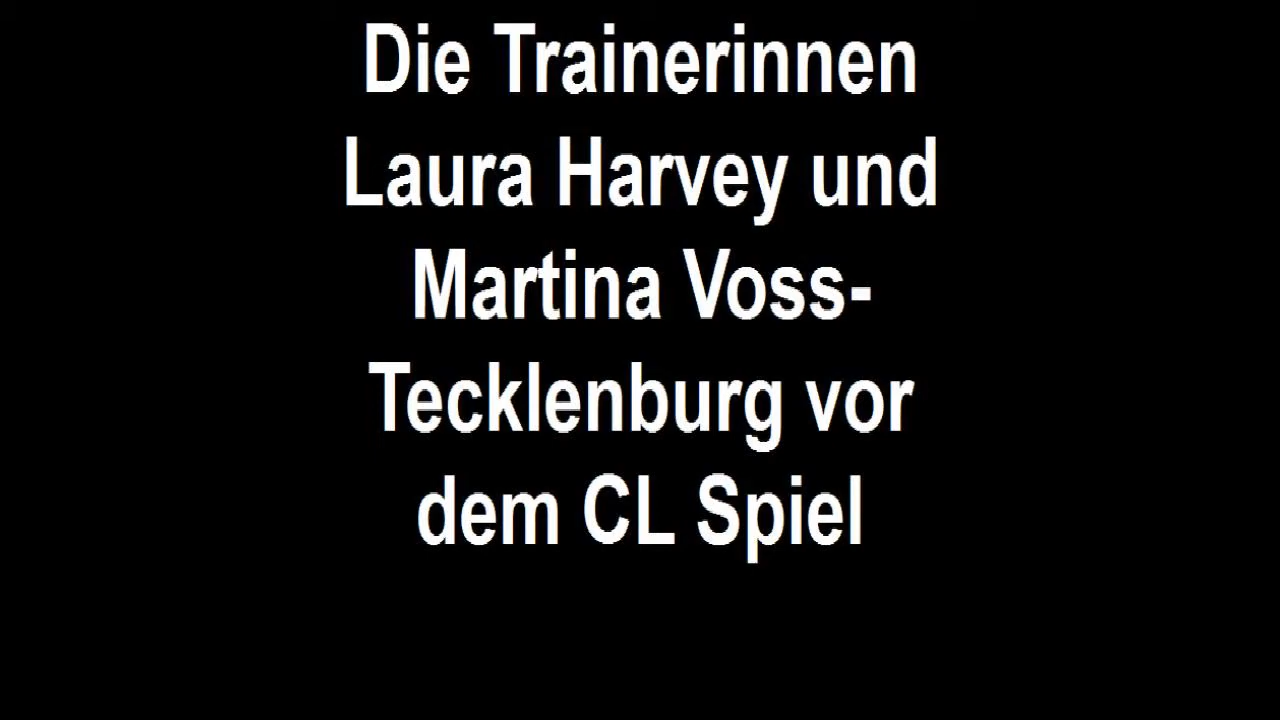 Die Trainerinnen
Laura Harvey und
Martina Voss-
Tecklenburg vor
dem CL Spiel